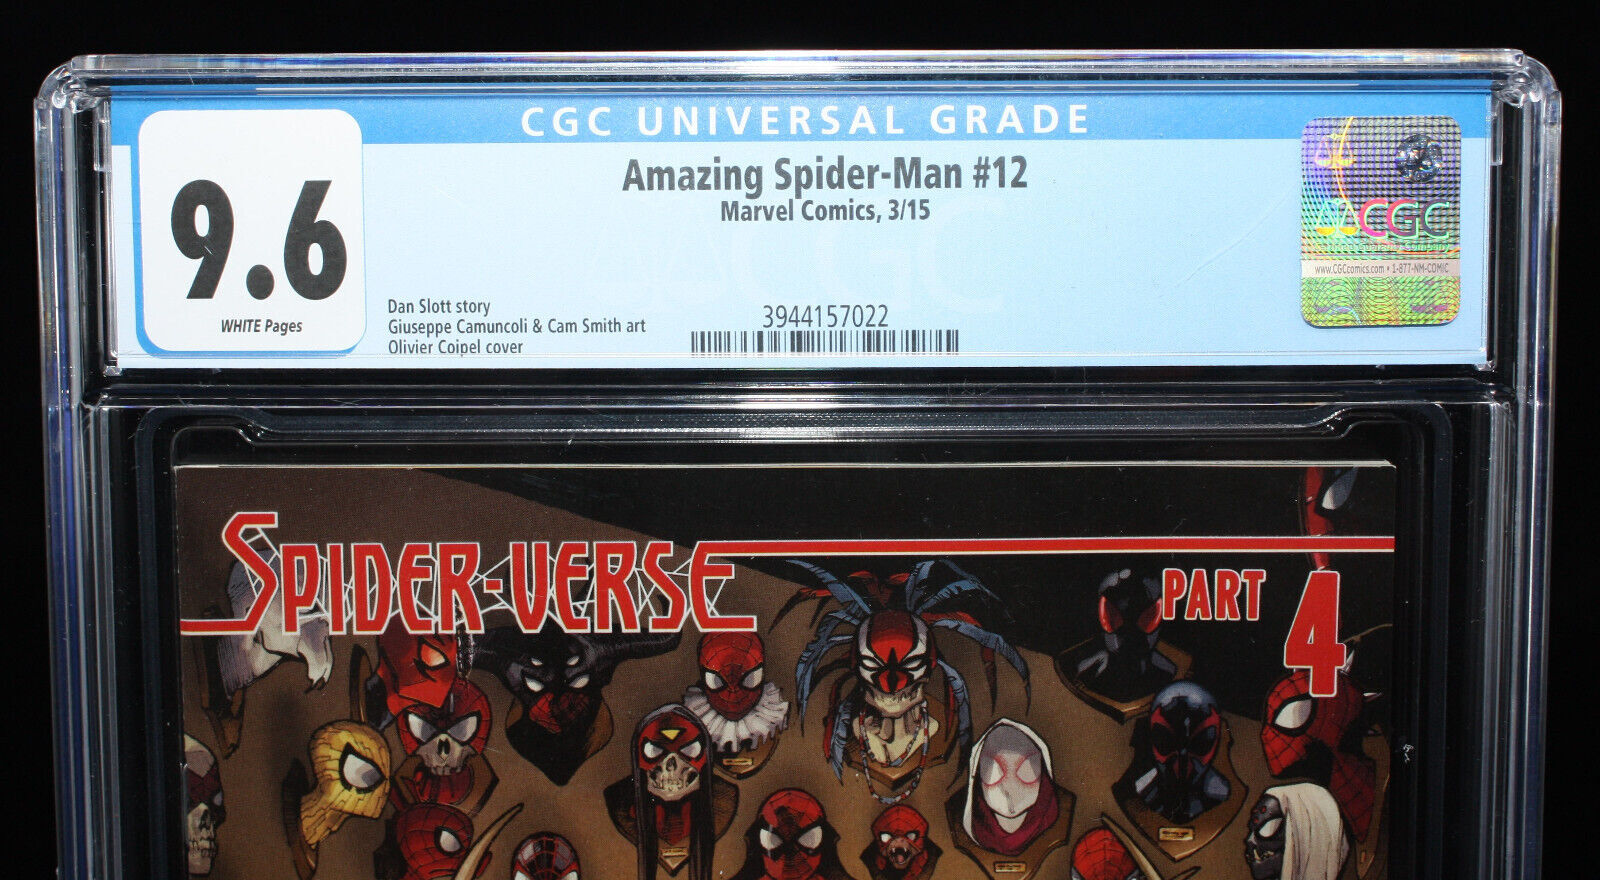 CGC UNIVERSAL GRADE
9.6
WHITE Pages
Amazing Spider-Man #12
Marvel Comics, 3/15
Dan Slott story
Giuseppe Camuncoli & Cam Smith art
Olivier Coipel cover
3944157022
CGC
www.CGCcomics.com • 1-877-NM-COMIC
SPIDER-VERSE
PART 4